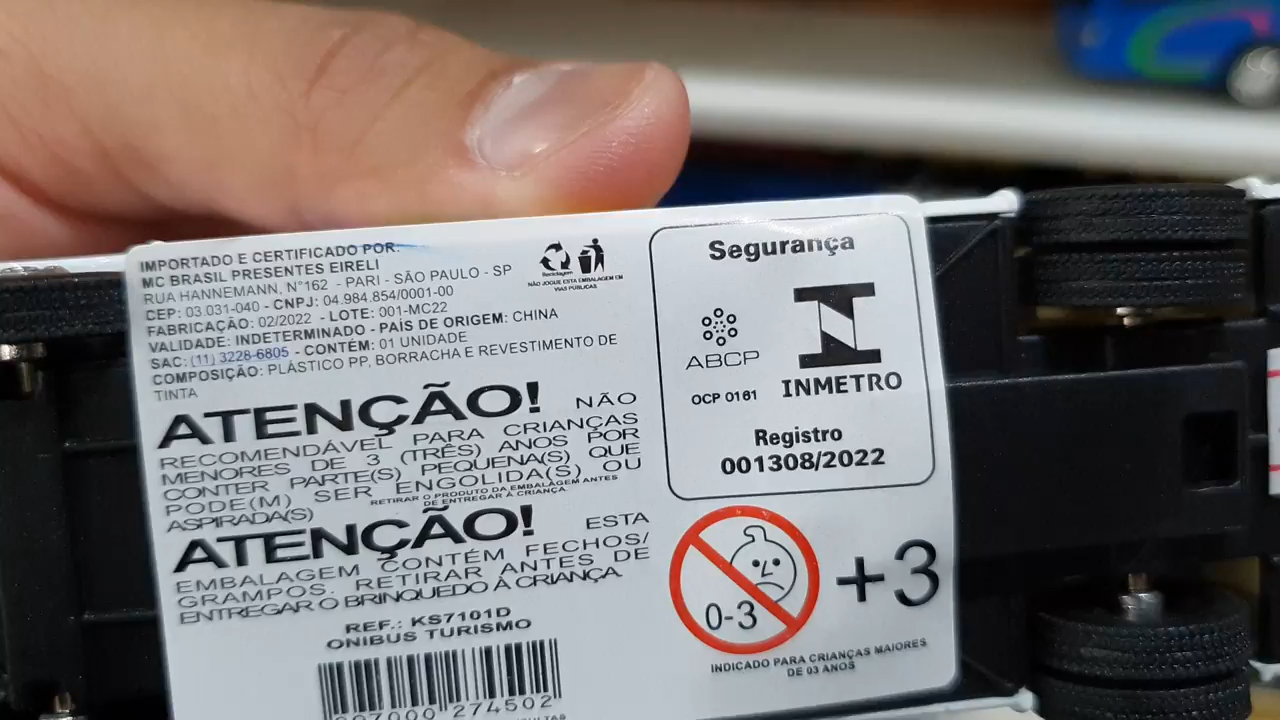 IMPORTADO E CERTIFICADO POR:
MC BRASIL PRESENTES EIRELI
RUA HANNEMANN, N°162 - PARI - SÃO PAULO - SP
CEP: 03.031-040 - CNPJ: 04.984.854/0001-00
FABRICAÇÃO: 02/2022 - LOTE: 001-MC22
VALIDADE: INDETERMINADO - PAÍS DE ORIGEM: CHINA
SAC: (11) 3228-6805 - CONTÉM: 01 UNIDADE
COMPOSIÇÃO: PLÁSTICO PP, BORRACHA E REVESTIMENTO DE
TINTA
Reciclagem
NÃO JOGUE ESTA EMBALAGEM EM
VIAS PÚBLICAS.
ATENÇÃO! NÃO
RECOMENDÁVEL PARA CRIANÇAS
MENORES DE 3 (TRÊS) ANOS POR
CONTER PARTE(S) PEQUENA(S) QUE
PODE(M) SER ENGOLIDA(S) OU
ASPIRADA(S)
RETIRAR O PRODUTO DA EMBALAGEM ANTES
DE ENTREGAR À CRIANÇA.
ATENÇÃO! ESTA
EMBALAGEM CONTÉM FECHOS/
GRAMPOS. RETIRAR ANTES DE
ENTREGAR O BRINQUEDO À CRIANÇA.
REF.: KS7101D
ONIBUS TURISMO
274502
Segurança
ABCP
OCP 0161
INMETRO
Registro
001308/2022
0-3
+3
INDICADO PARA CRIANÇAS MAIORES
DE 03 ANOS